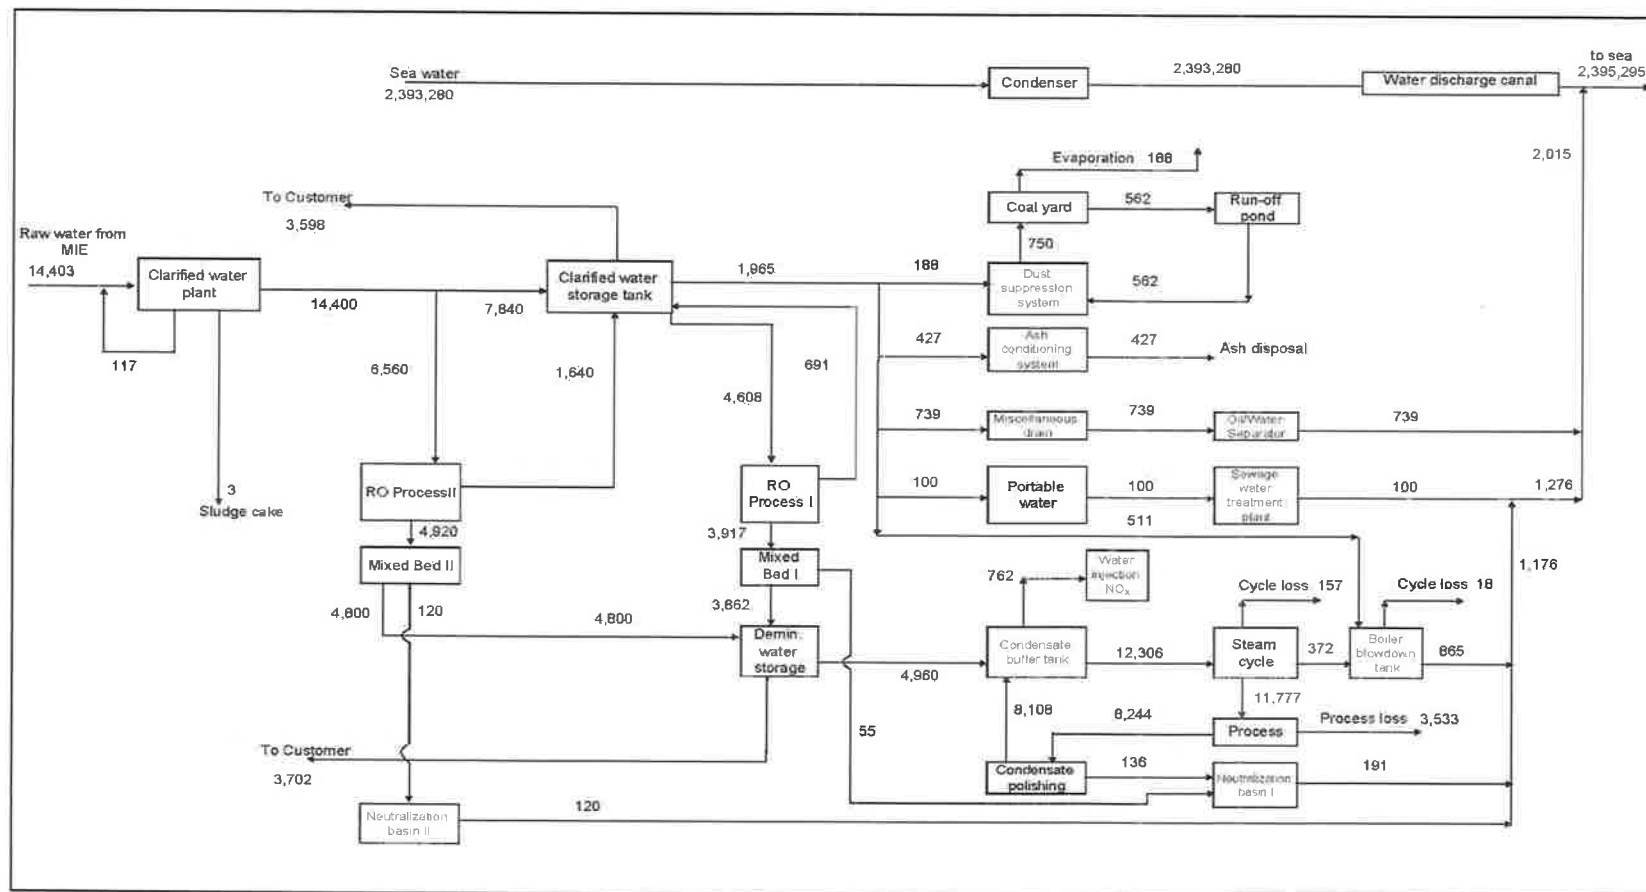 to sea
Sea water
2,393,280
Condenser
2,393,280
Water discharge canal
2,395,295
2,015
Evaporation 188
To Customer
3,598
Coal yard
562
Run-off
pond
750
Raw water from
MIE
14,403
Clarified water
plant
14,400
7,840
Clarified water
storage tank
1,965
188
Dust
suppression
system
562
117
6,560
1,640
4,608
691
427
Ash
conditioning
system
427
Ash disposal
739
Miscellaneous
drain
739
Oil/Water
Separator
739
3
Sludge cake
RO ProcessII
RO
Process I
100
Portable
water
100
Sewage
water
treatment
plant
100
1,276
511
4,920
3,917
Mixed Bed II
Mixed
Bed I
762
Water
injection
NOx
1,176
Cycle loss 157
Cycle loss 18
4,800
120
4,800
3,862
Demin.
water
storage
4,960
Condensate
buffer tank
12,306
Steam
cycle
372
Boiler
blowdown
tank
865
8,108
11,777
8,244
Process
Process loss 3,533
55
To Customer
3,702
Condensate
polishing
136
Neutralization
basin I
191
Neutralization
basin II
120